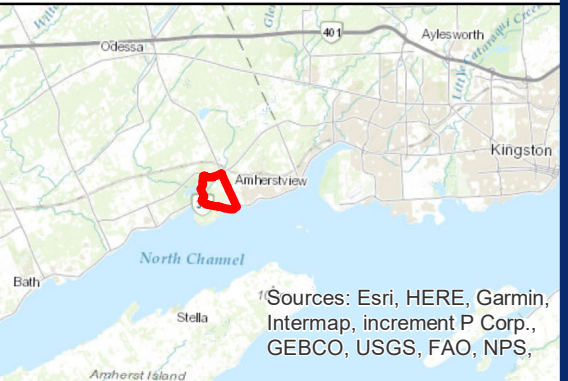 401
Aylesworth
Odessa
Little Cataraqui Creek
Kingston
Amherstview
North Channel
Bath
Sources: Esri, HERE, Garmin,
Stella
Intermap, increment P Corp.,
GEBCO, USGS, FAO, NPS,
Amherst Island